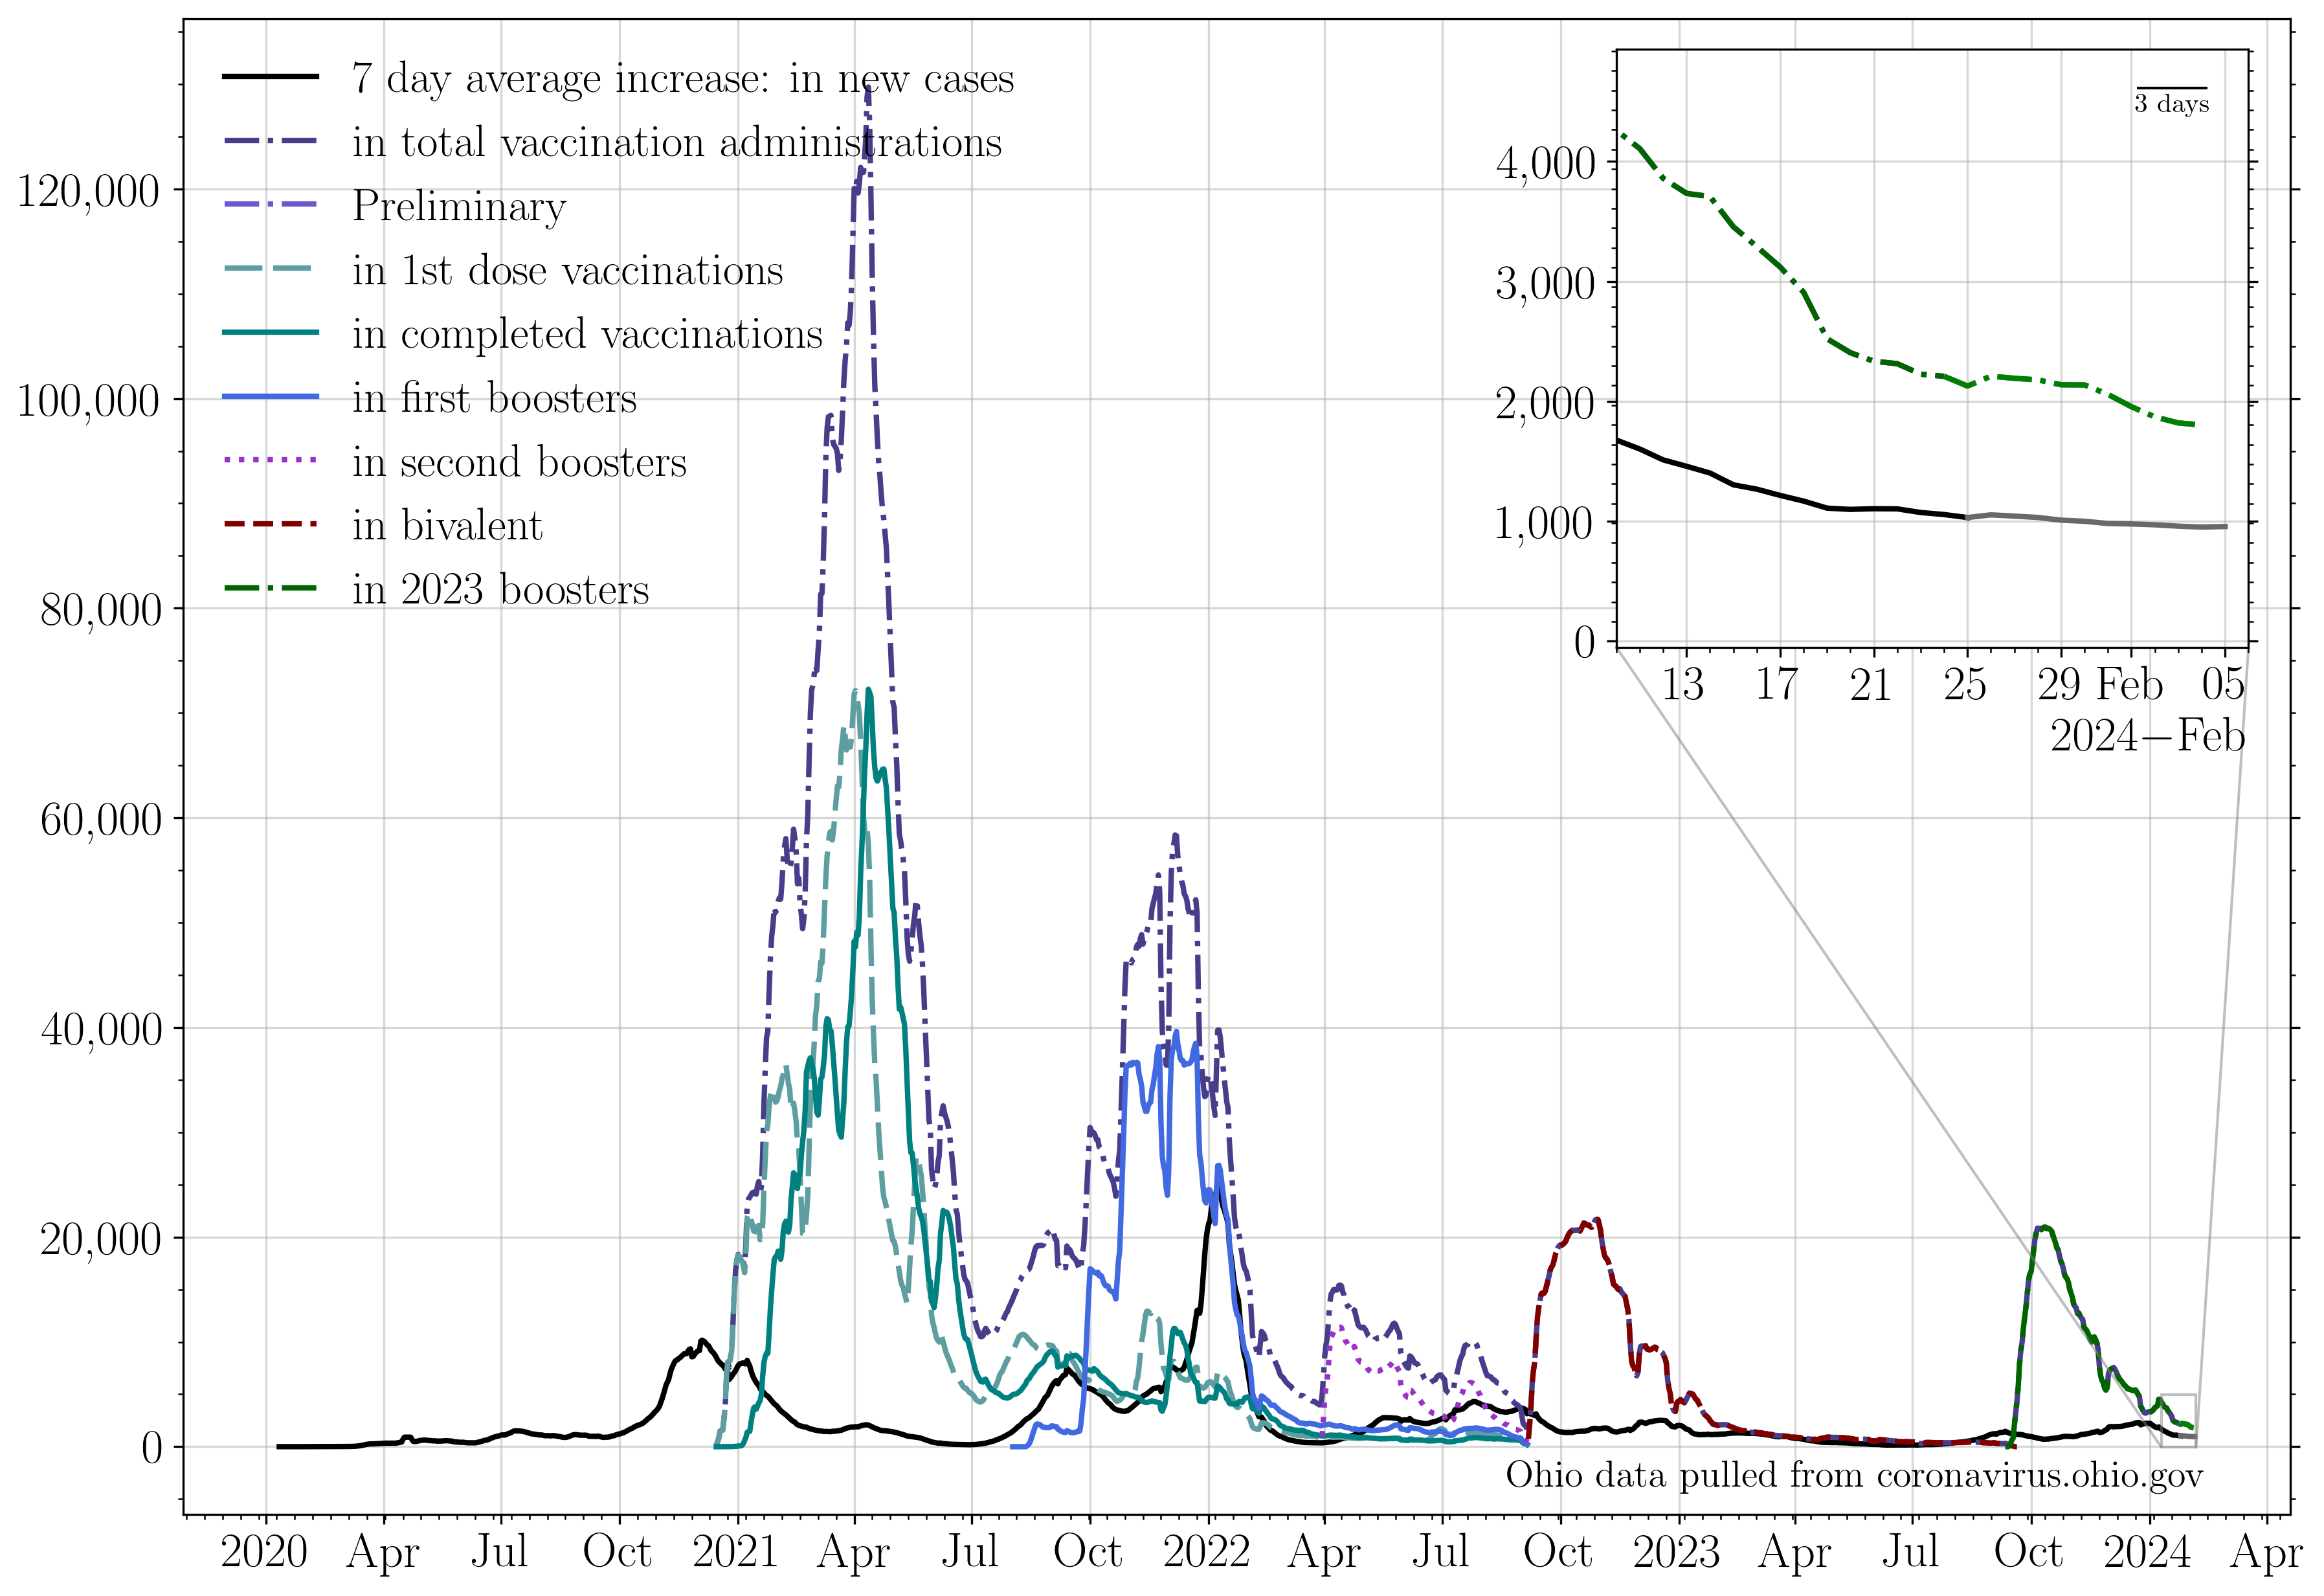 7 day average increase: in new cases
in total vaccination administrations
Preliminary
in 1st dose vaccinations
in completed vaccinations
in first boosters
in second boosters
in bivalent
in 2023 boosters
120,000
100,000
80,000
60,000
40,000
20,000
0
3 days
4,000
3,000
2,000
1,000
0
13 17 21 25 29 Feb 05
2024−Feb
Ohio data pulled from coronavirus.ohio.gov
2020 Apr Jul Oct 2021 Apr Jul Oct 2022 Apr Jul Oct 2023 Apr Jul Oct 2024 Apr